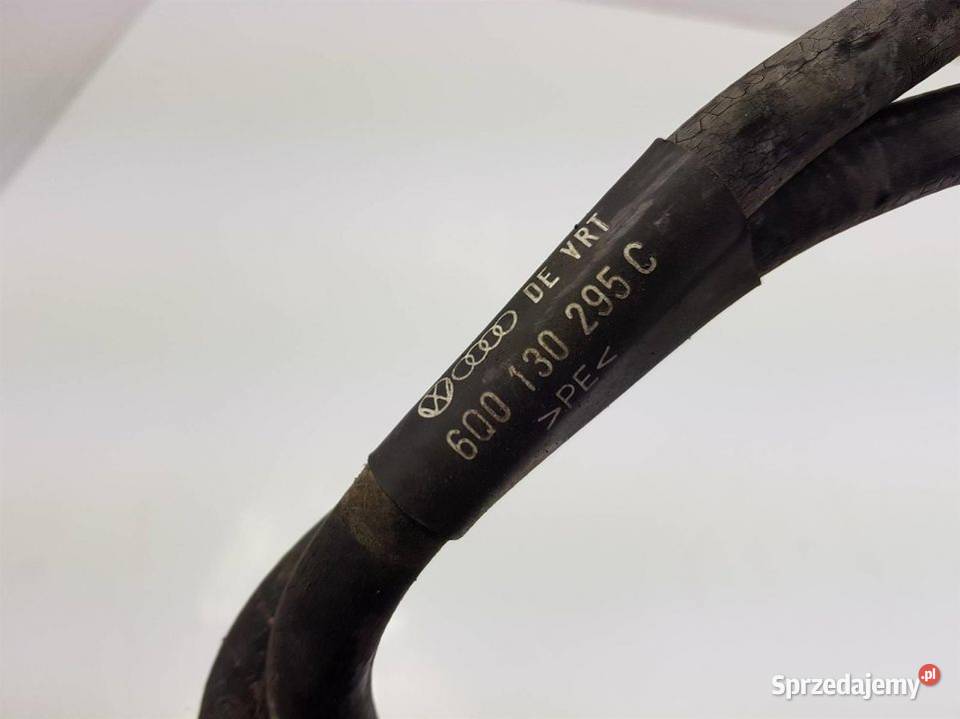 DE VRT
6Q0 130 295 C
>PE<
Sprzedajemy.pl